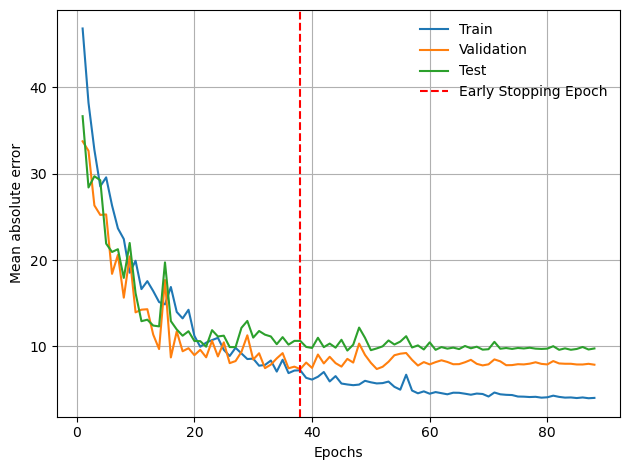 Train
Validation
Test
Early Stopping Epoch
Mean absolute error
40
30
20
10
0
20
40
60
80
Epochs